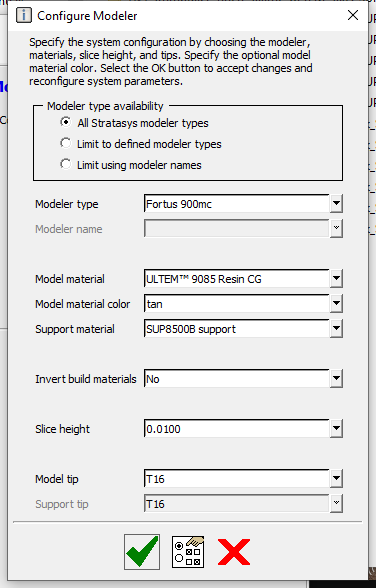 Configure Modeler
Specify the system configuration by choosing the modeler,
materials, slice height, and tips. Specify the optional model
material color. Select the OK button to accept changes and
reconfigure system parameters.
Modeler type availability
All Stratasys modeler types
Limit to defined modeler types
Limit using modeler names
Modeler type Fortus 900mc
Modeler name
Model material ULTEM™ 9085 Resin CG
Model material color tan
Support material SUP8500B support
Invert build materials No
Slice height 0.0100
Model tip T16
Support tip T16